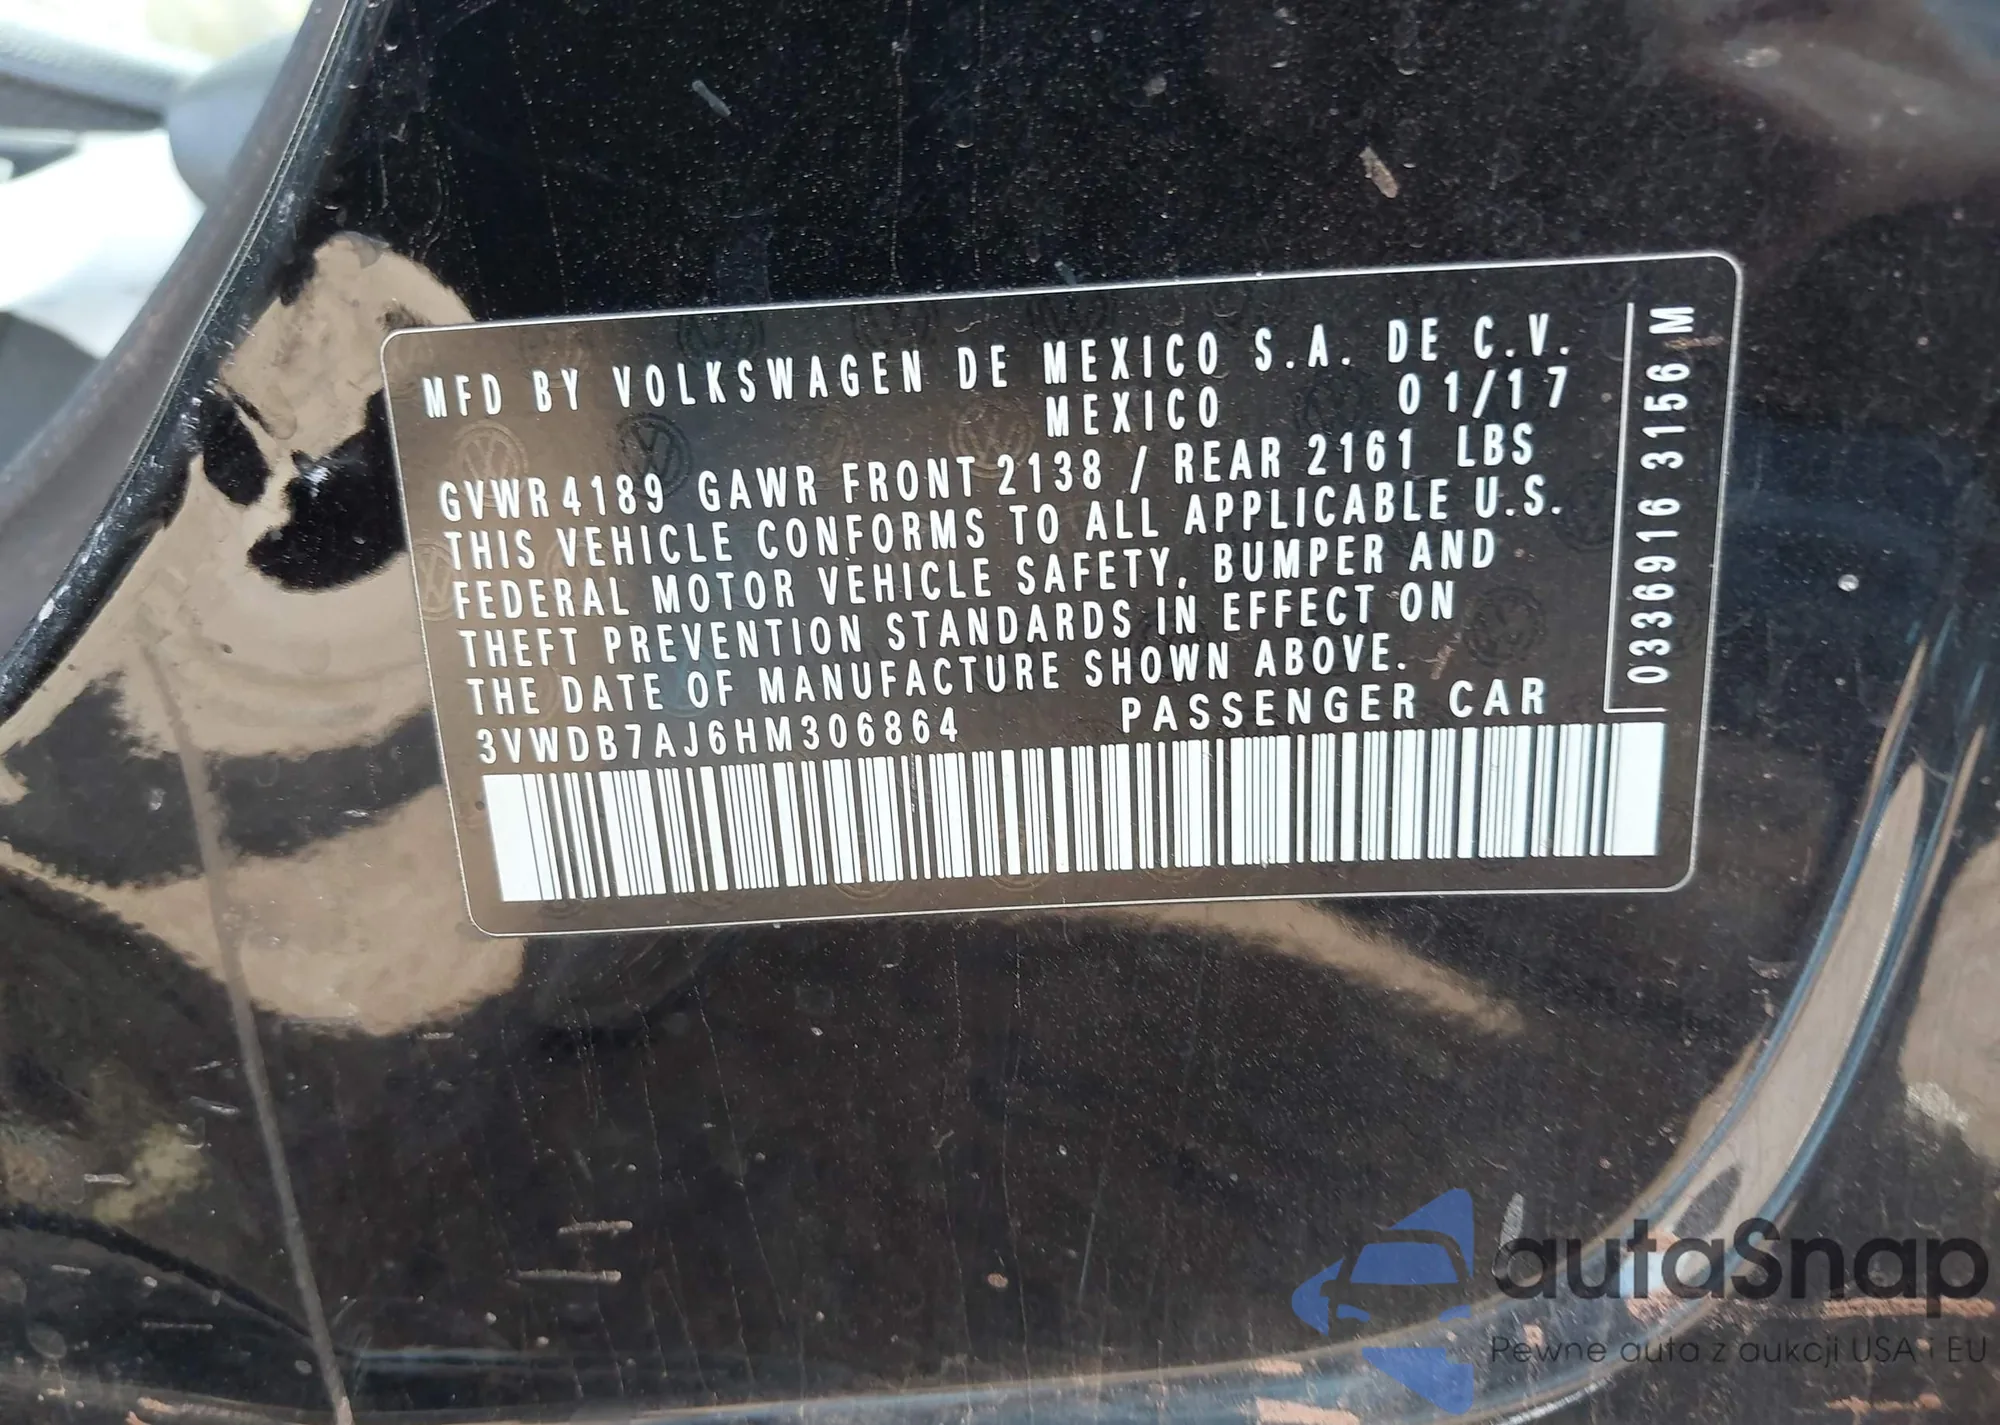 MFD BY VOLKSWAGEN DE MEXICO S.A. DE C.V.
MEXICO 01/17
GVWR 4189 GAWR FRONT 2138 / REAR 2161 LBS
THIS VEHICLE CONFORMS TO ALL APPLICABLE U.S.
FEDERAL MOTOR VEHICLE SAFETY, BUMPER AND
THEFT PREVENTION STANDARDS IN EFFECT ON
THE DATE OF MANUFACTURE SHOWN ABOVE.
3VWDB7AJ6HM306864 PASSENGER CAR
0336916 3156 M
autaSnap
Pewne auta z aukcji USA i EU